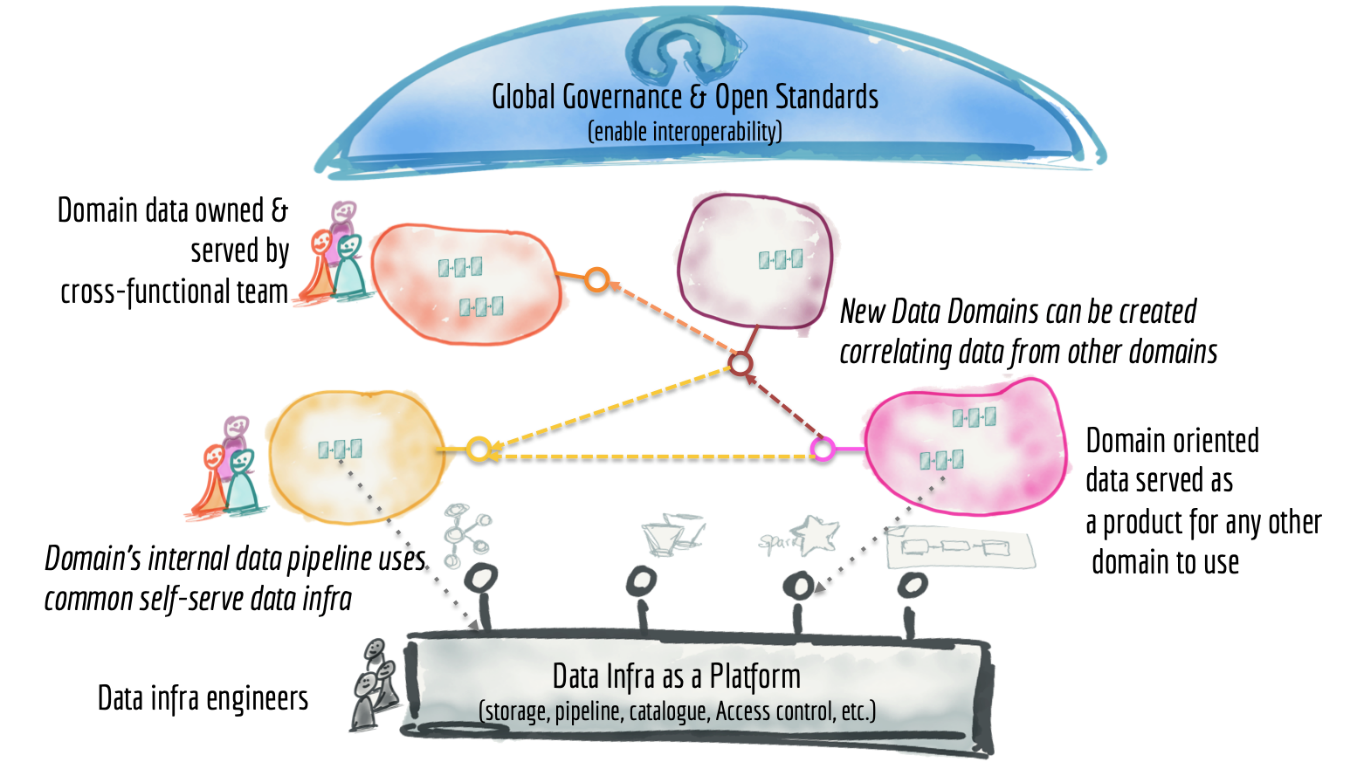 Global Governance & Open Standards
(enable interoperability)
Domain data owned &
served by
cross-functional team
New Data Domains can be created
correlating data from other domains
Domain oriented
data served as
a product for any other
domain to use
Domain's internal data pipeline uses
common self-serve data infra
Spark
Data infra engineers
Data Infra as a Platform
(storage, pipeline, catalogue, Access control, etc.)